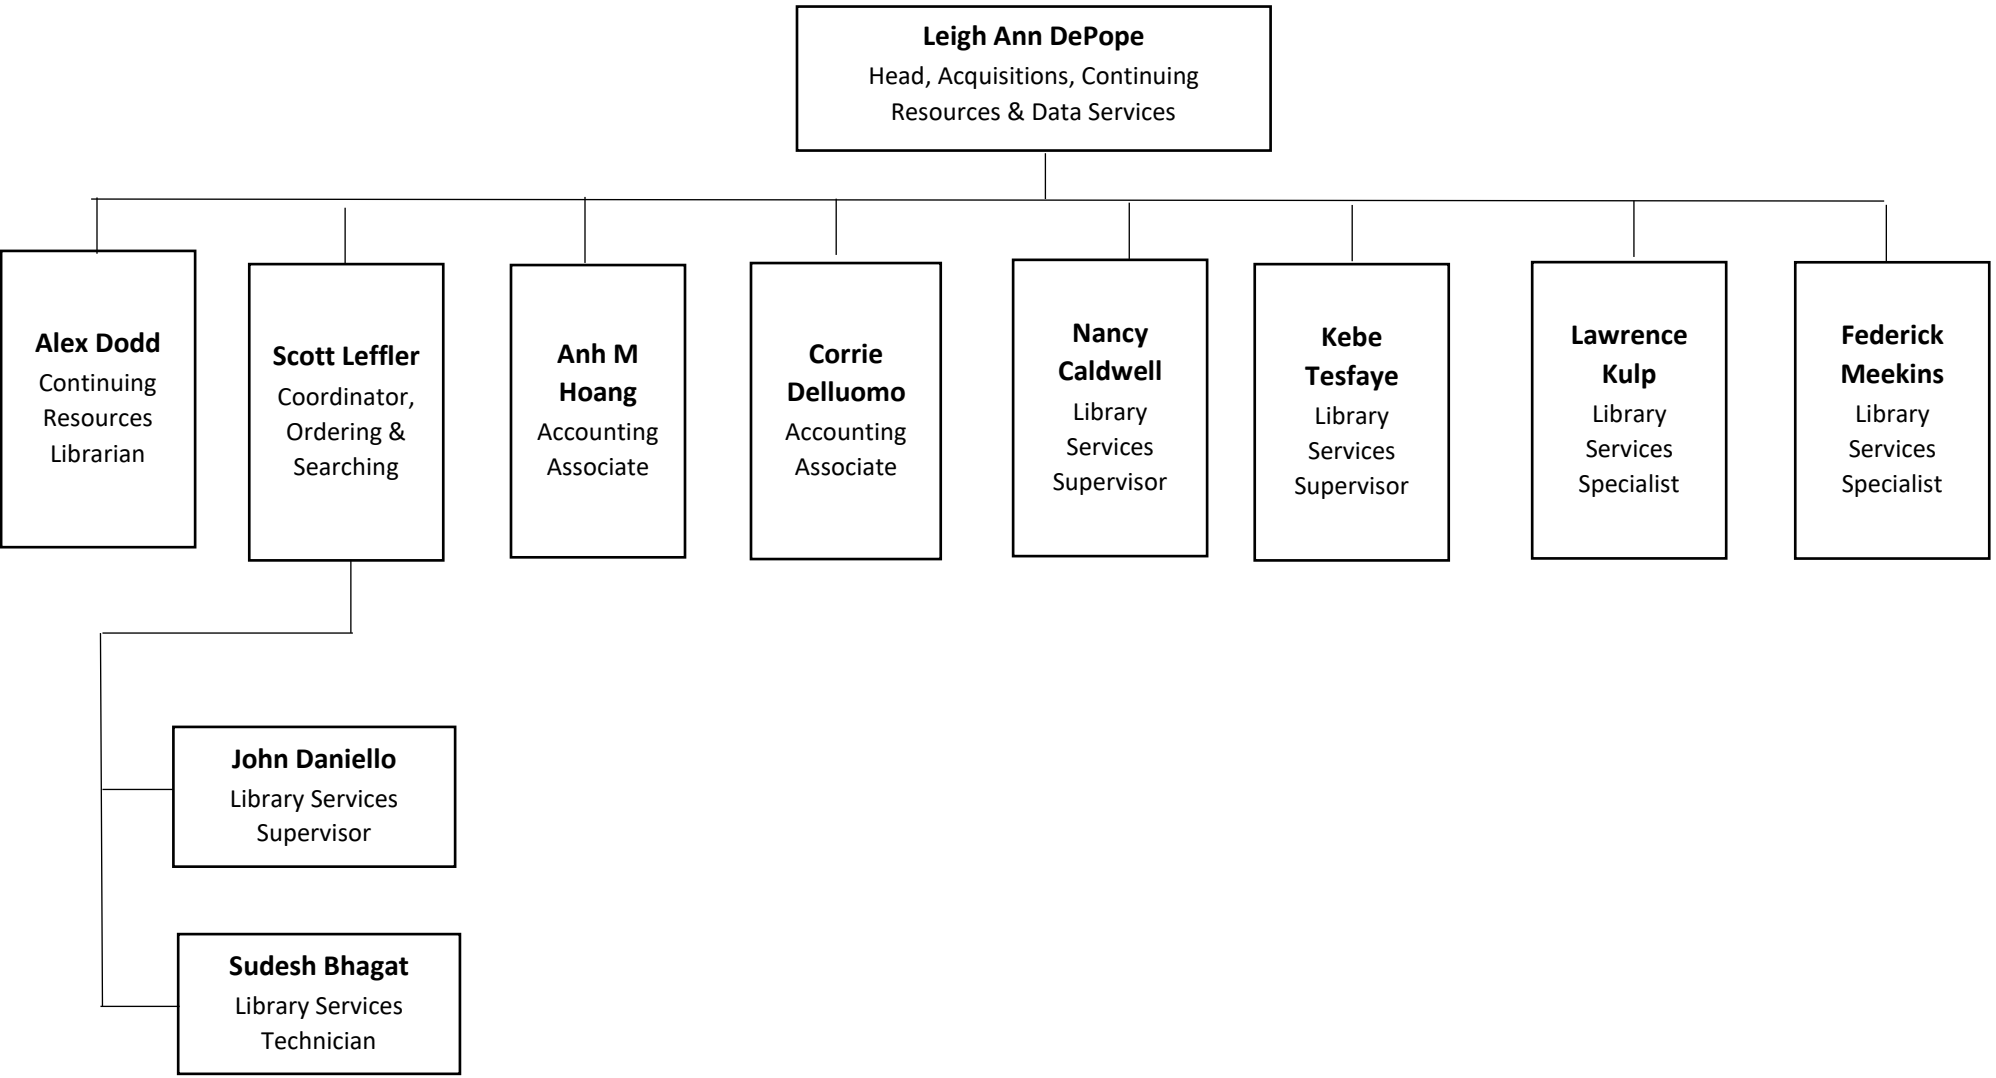 Leigh Ann DePope
Head, Acquisitions, Continuing
Resources & Data Services
Alex Dodd
Continuing
Resources
Librarian
Scott Leffler
Coordinator,
Ordering &
Searching
Anh M
Hoang
Accounting
Associate
Corrie
Delluomo
Accounting
Associate
Nancy
Caldwell
Library
Services
Supervisor
Kebe
Tesfaye
Library
Services
Supervisor
Lawrence
Kulp
Library
Services
Specialist
Federick
Meekins
Library
Services
Specialist
John Daniello
Library Services
Supervisor
Sudesh Bhagat
Library Services
Technician